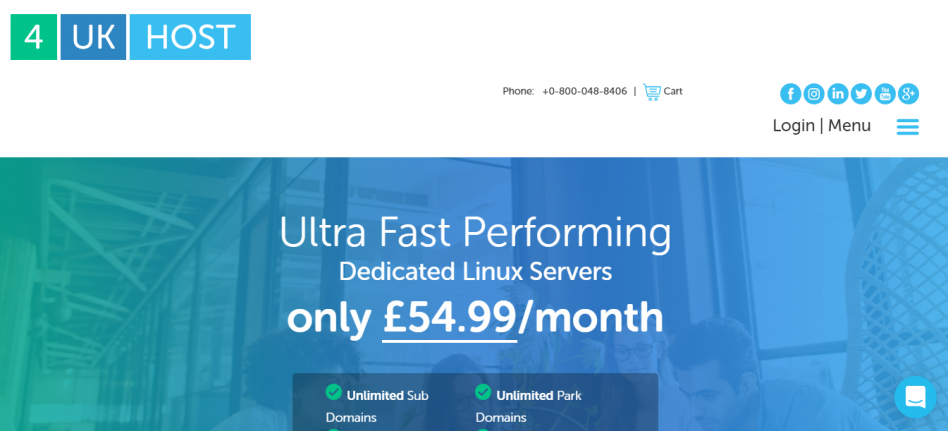 4 UK HOST
Phone: +0-800-048-8406 | Cart
Login | Menu
Ultra Fast Performing
Dedicated Linux Servers
only £54.99/month
Unlimited Sub Domains
Unlimited Park Domains